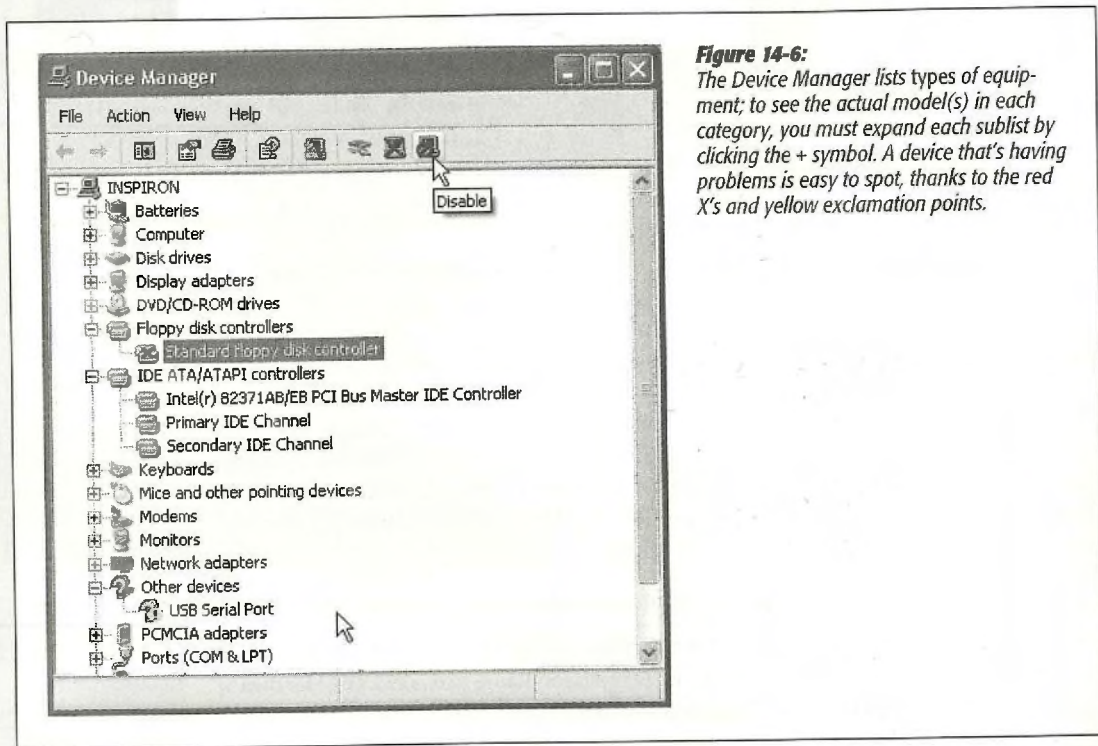 Device Manager
File Action View Help
Disable
INSPIRON
Batteries
Computer
Disk drives
Display adapters
DVD/CD-ROM drives
Floppy disk controllers
Standard floppy disk controller
IDE ATA/ATAPI controllers
Intel(r) 82371AB/EB PCI Bus Master IDE Controller
Primary IDE Channel
Secondary IDE Channel
Keyboards
Mice and other pointing devices
Modems
Monitors
Network adapters
Other devices
USB Serial Port
PCMCIA adapters
Ports (COM & LPT)
Figure 14-6:
The Device Manager lists types of equip-
ment; to see the actual model(s) in each
category, you must expand each sublist by
clicking the + symbol. A device that's having
problems is easy to spot, thanks to the red
X's and yellow exclamation points.